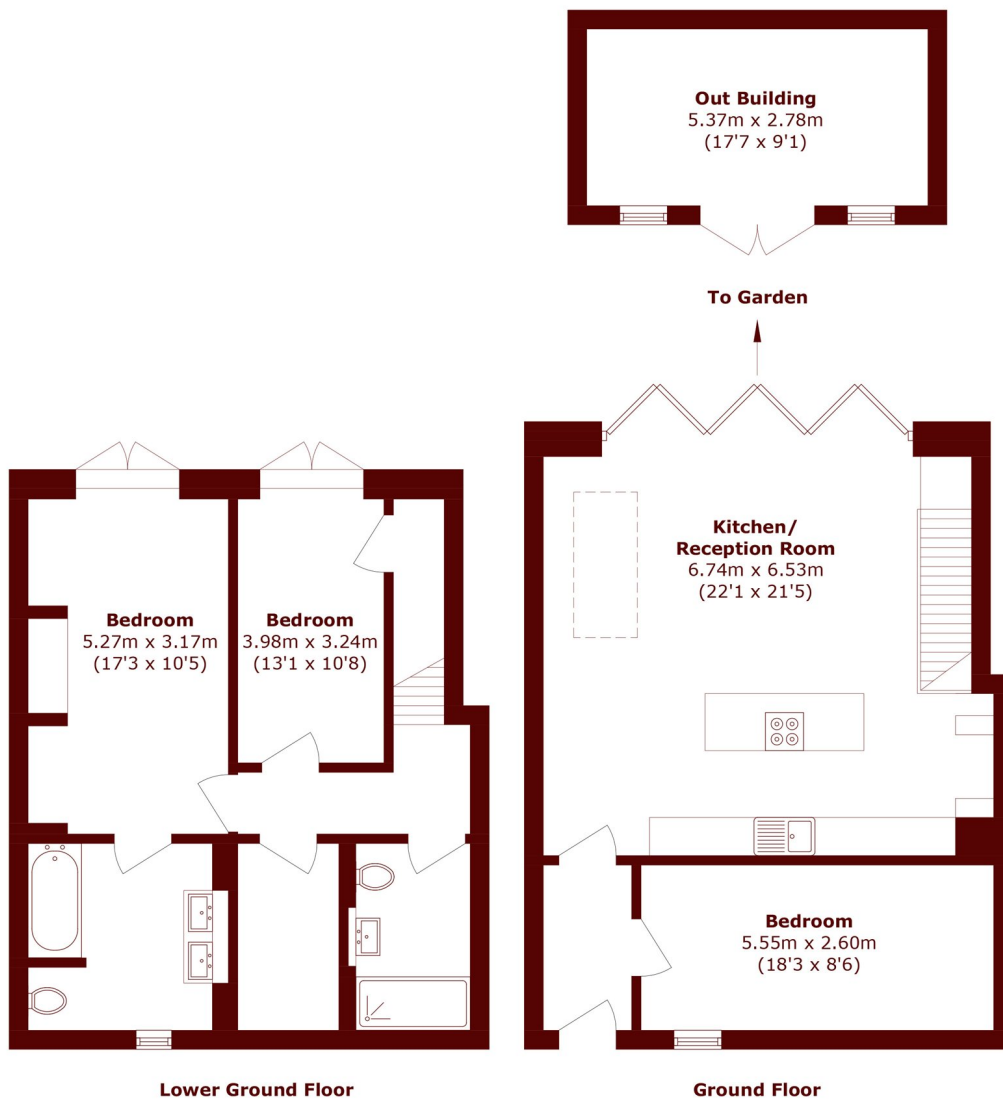 Out Building
5.37m x 2.78m
(17'7 x 9'1)
To Garden
Kitchen/
Reception Room
6.74m x 6.53m
(22'1 x 21'5)
Bedroom
5.27m x 3.17m
(17'3 x 10'5)
Bedroom
3.98m x 3.24m
(13'1 x 10'8)
Bedroom
5.55m x 2.60m
(18'3 x 8'6)
Lower Ground Floor
Ground Floor